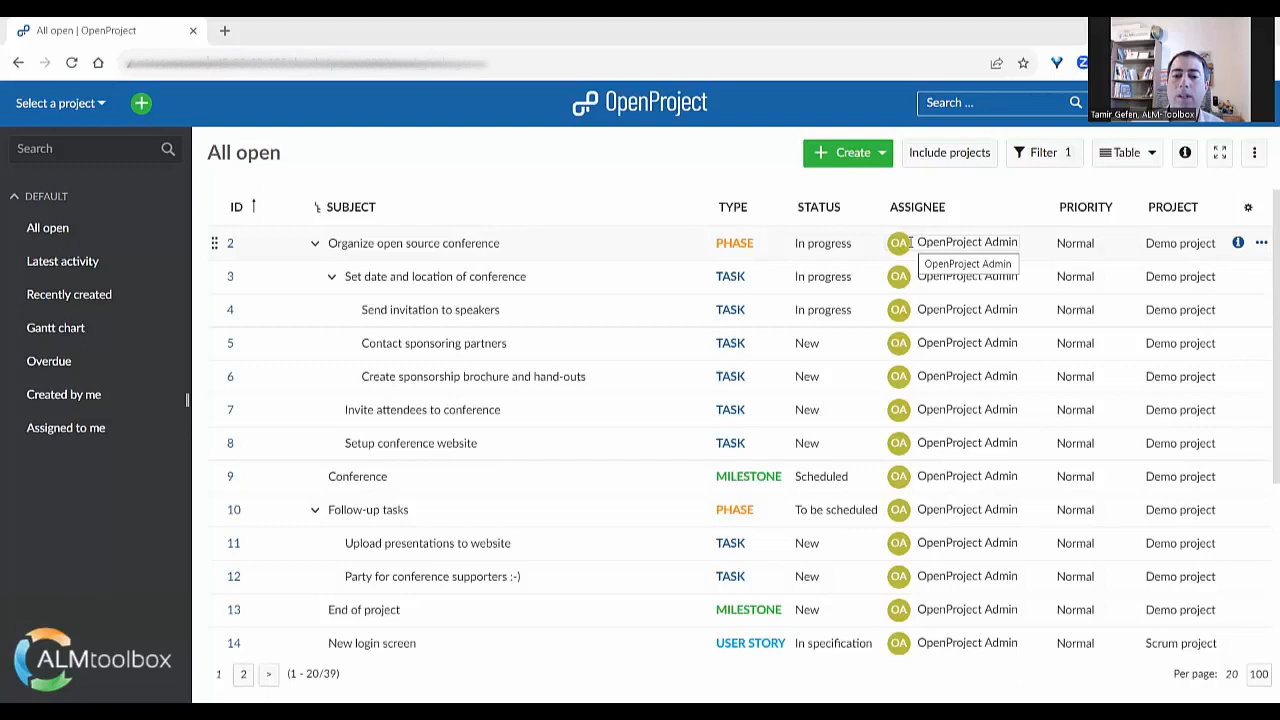 All open | OpenProject
Select a project
OpenProject
Search ...
Tamir Gefen, ALM-Toolbox
Search
DEFAULT
All open
Latest activity
Recently created
Gantt chart
Overdue
Created by me
Assigned to me
ALMtoolbox
All open
Create
Include projects
Filter 1
Table
ID SUBJECT TYPE STATUS ASSIGNEE PRIORITY PROJECT
2 Organize open source conference PHASE In progress OA OpenProject Admin Normal Demo project
OpenProject Admin
3 Set date and location of conference TASK In progress OA OpenProject Admin Normal Demo project
4 Send invitation to speakers TASK In progress OA OpenProject Admin Normal Demo project
5 Contact sponsoring partners TASK New OA OpenProject Admin Normal Demo project
6 Create sponsorship brochure and hand-outs TASK New OA OpenProject Admin Normal Demo project
7 Invite attendees to conference TASK New OA OpenProject Admin Normal Demo project
8 Setup conference website TASK New OA OpenProject Admin Normal Demo project
9 Conference MILESTONE Scheduled OA OpenProject Admin Normal Demo project
10 Follow-up tasks PHASE To be scheduled OA OpenProject Admin Normal Demo project
11 Upload presentations to website TASK New OA OpenProject Admin Normal Demo project
12 Party for conference supporters :-) TASK New OA OpenProject Admin Normal Demo project
13 End of project MILESTONE New OA OpenProject Admin Normal Demo project
14 New login screen USER STORY In specification OA OpenProject Admin Normal Scrum project
1 2 > (1 - 20/39)
Per page: 20 100